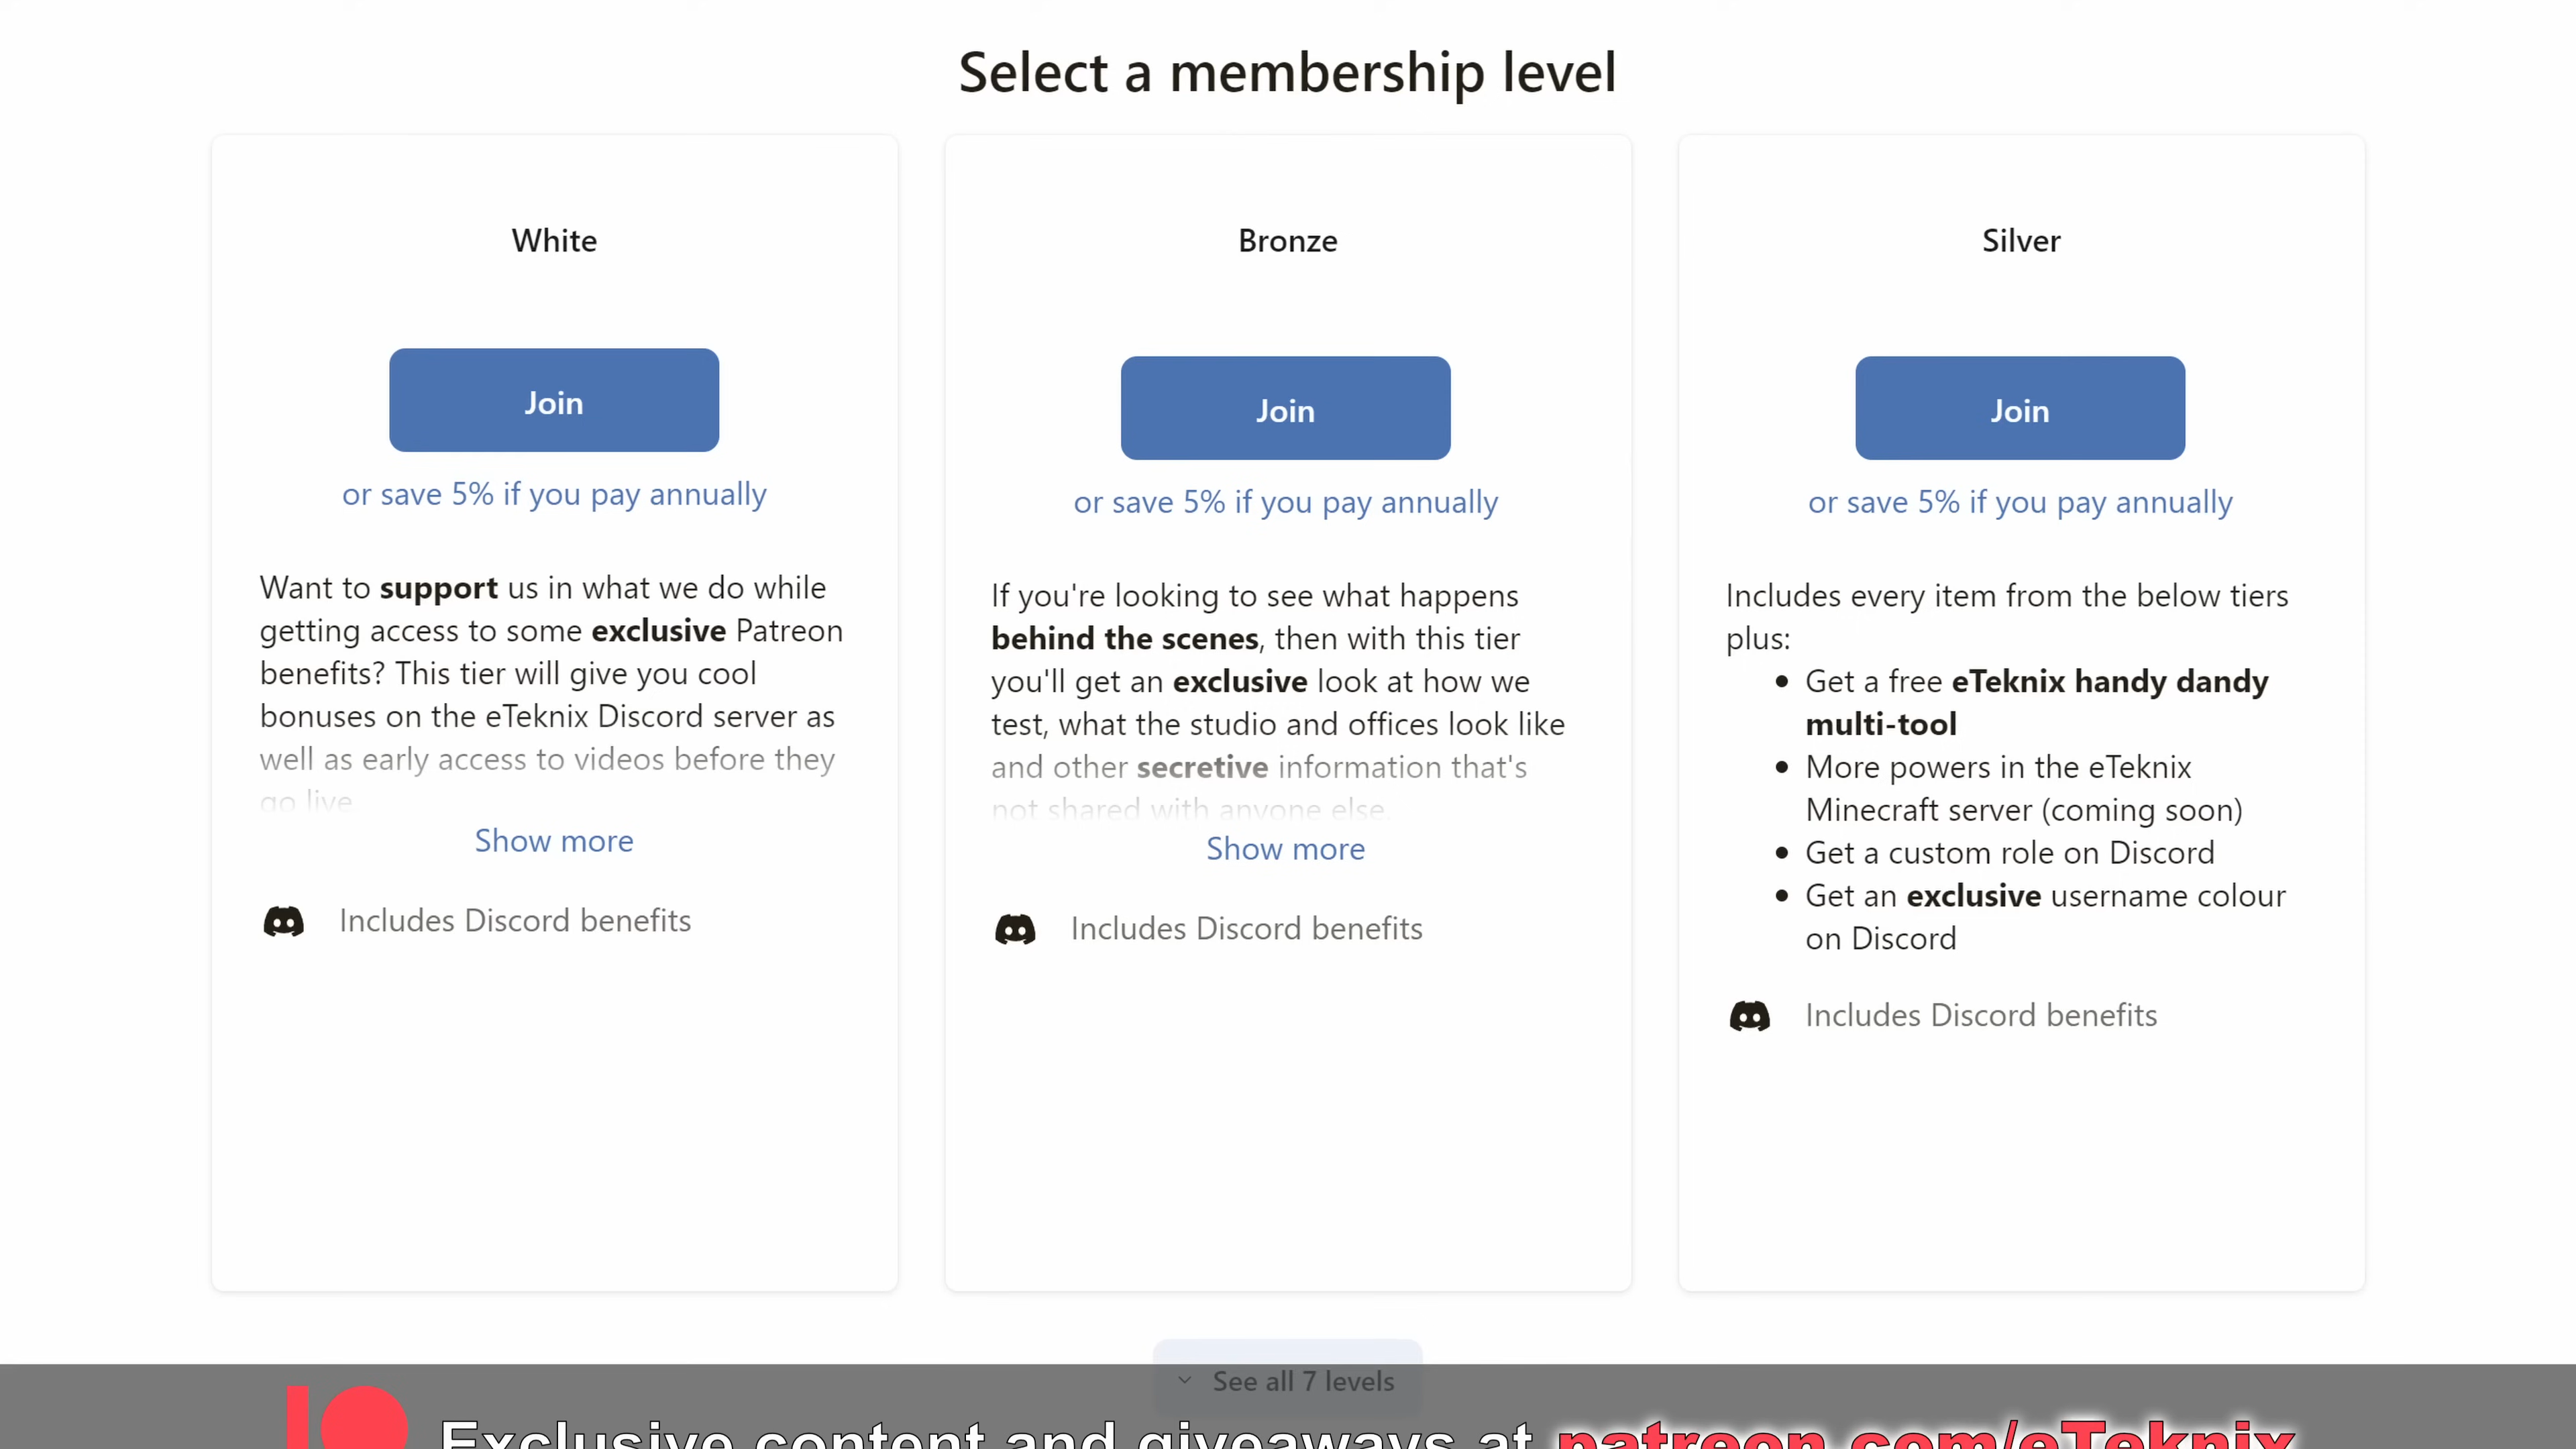 Select a membership level
White
Join
or save 5% if you pay annually
Want to support us in what we do while
getting access to some exclusive Patreon
benefits? This tier will give you cool
bonuses on the eTeknix Discord server as
well as early access to videos before they
go live.
Show more
Includes Discord benefits
Bronze
Join
or save 5% if you pay annually
If you're looking to see what happens
behind the scenes, then with this tier
you'll get an exclusive look at how we
test, what the studio and offices look like
and other secretive information that's
not shared with anyone else.
Show more
Includes Discord benefits
Silver
Join
or save 5% if you pay annually
Includes every item from the below tiers
plus:
• Get a free eTeknix handy dandy
multi-tool
• More powers in the eTeknix
Minecraft server (coming soon)
• Get a custom role on Discord
• Get an exclusive username colour
on Discord
Includes Discord benefits
See all 7 levels
Exclusive content and giveaways at patreon.com/eTeknix